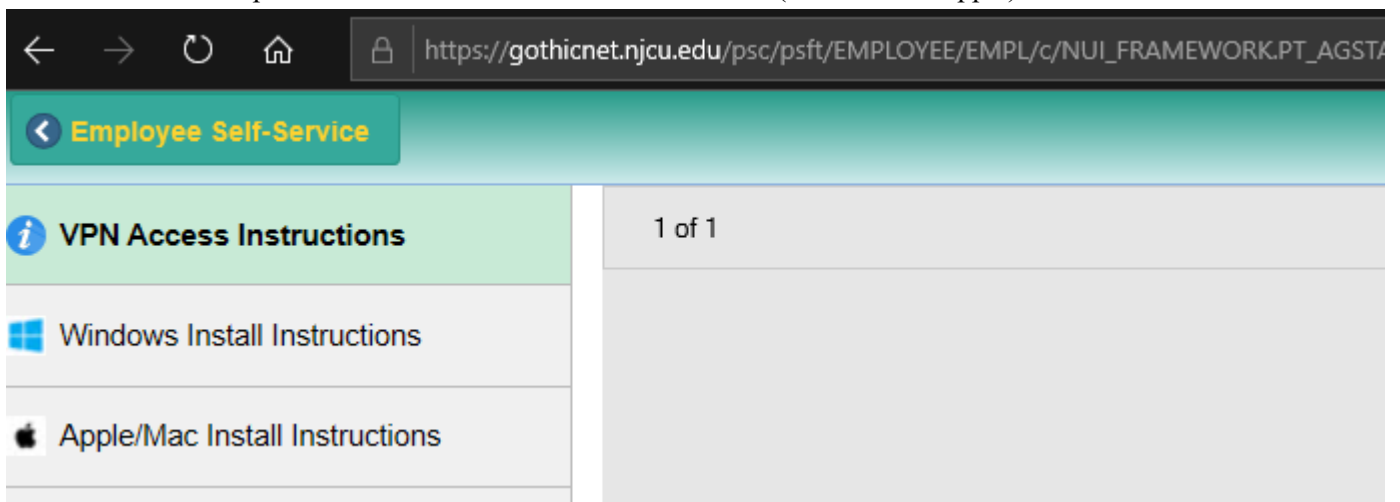 https://gothicnet.njcu.edu/psc/psft/EMPLOYEE/EMPL/c/NUI_FRAMEWORK.PT_AGSTA
Employee Self-Service
VPN Access Instructions
1 of 1
Windows Install Instructions
Apple/Mac Install Instructions